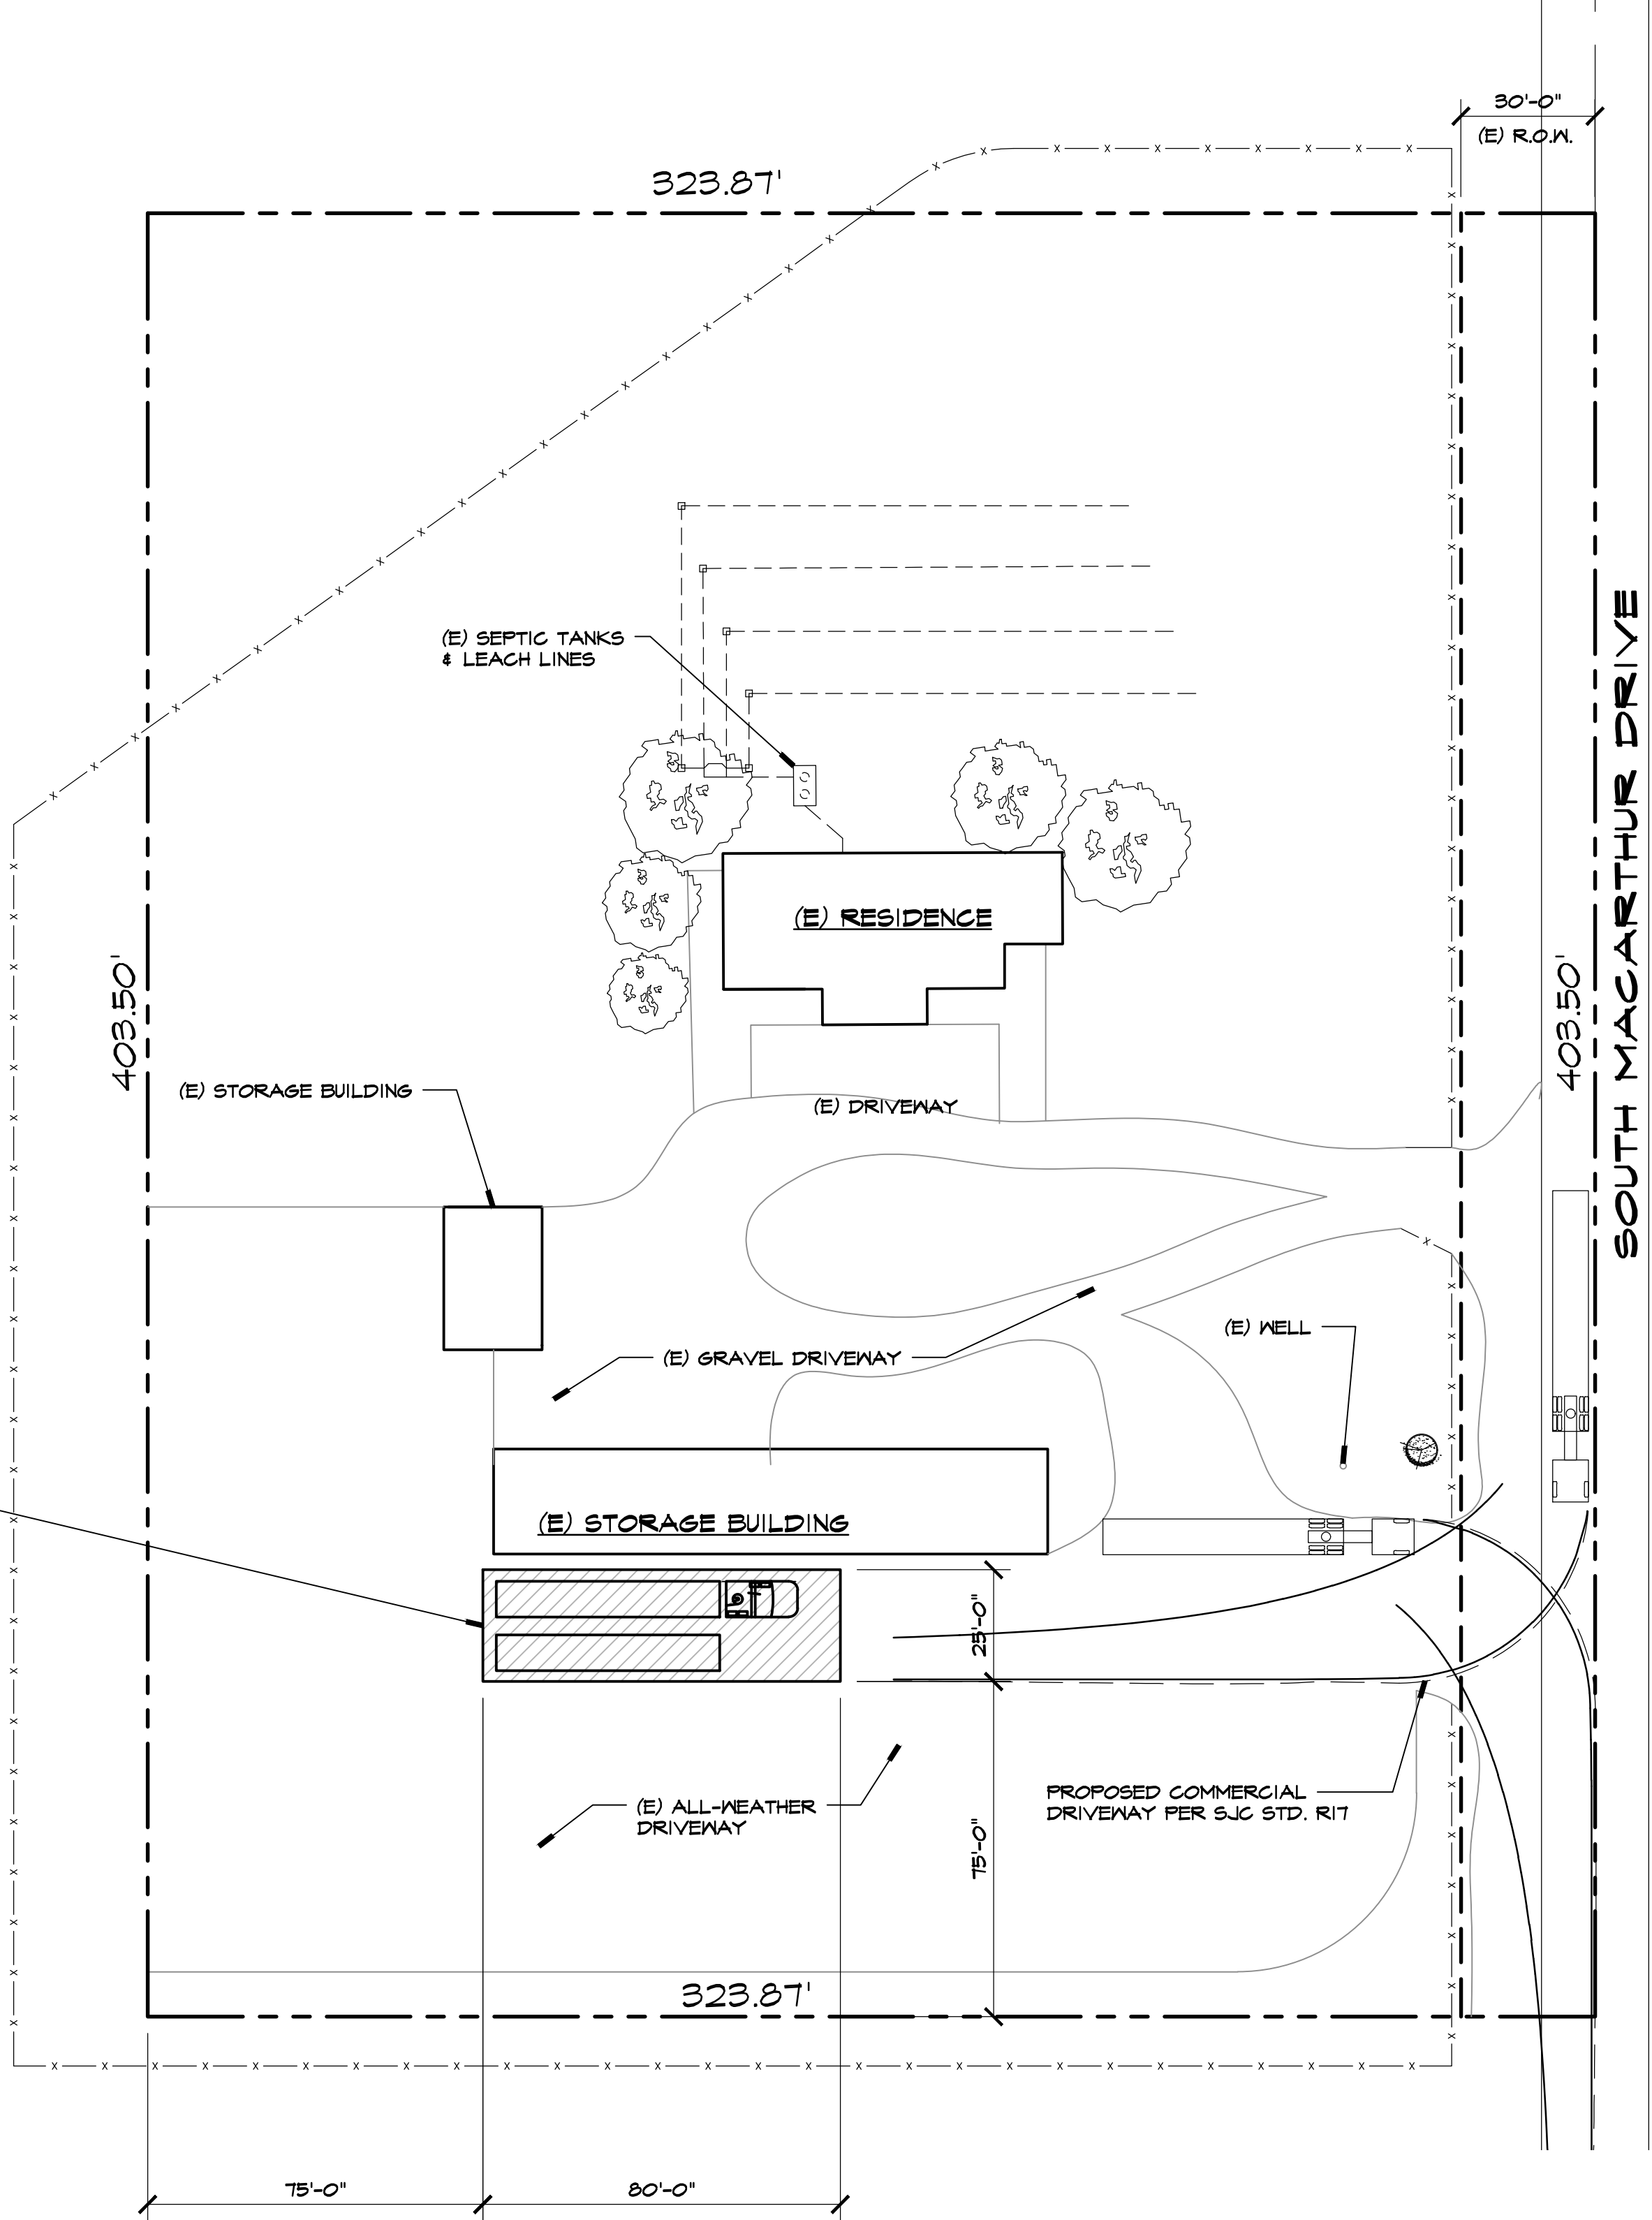 30'-0"
(E) R.O.W.
323.87'
(E) SEPTIC TANKS
& LEACH LINES
SOUTH MACARTHUR DRIVE
(E) RESIDENCE
403.50'
403.50'
(E) STORAGE BUILDING
(E) DRIVEWAY
(E) WELL
(E) GRAVEL DRIVEWAY
(E) STORAGE BUILDING
25'-0"
PROPOSED COMMERCIAL
DRIVEWAY PER SJC STD. R17
(E) ALL-WEATHER
DRIVEWAY
75'-0"
323.87'
75'-0"
80'-0"